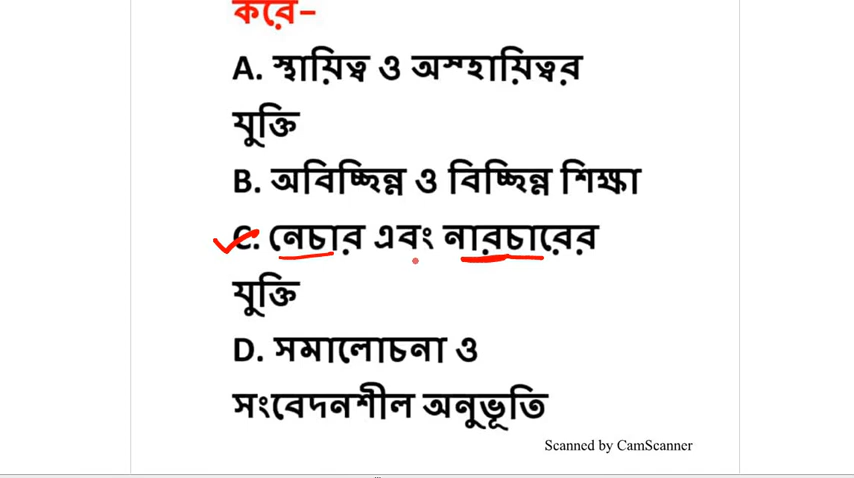 করে–
A. স্থায়িত্ব ও অস্হায়িত্বর
যুক্তি
B. অবিচ্ছিন্ন ও বিচ্ছিন্ন শিক্ষা
C. নেচার এবং নারচারের
যুক্তি
D. সমালোচনা ও
সংবেদনশীল অনুভূতি
Scanned by CamScanner